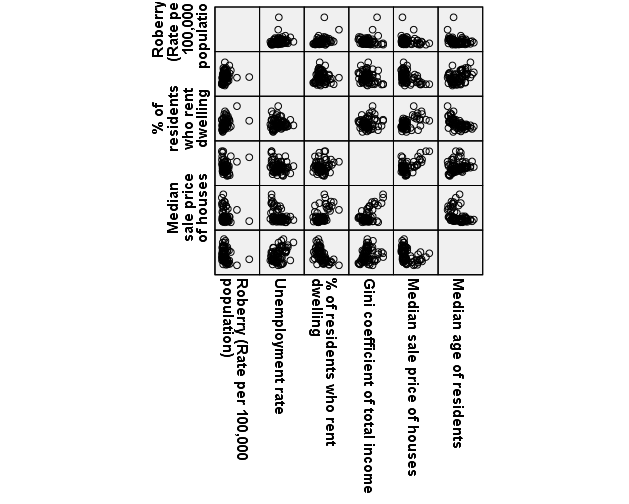 Roberry
(Rate pe
100,000
populatio
% of
residents
who rent
dwelling
Median
sale price
of houses
Roberry (Rate per 100,000
population)
Unemployment rate
% of residents who rent
dwelling
Gini coefficient of total income
Median sale price of houses
Median age of residents